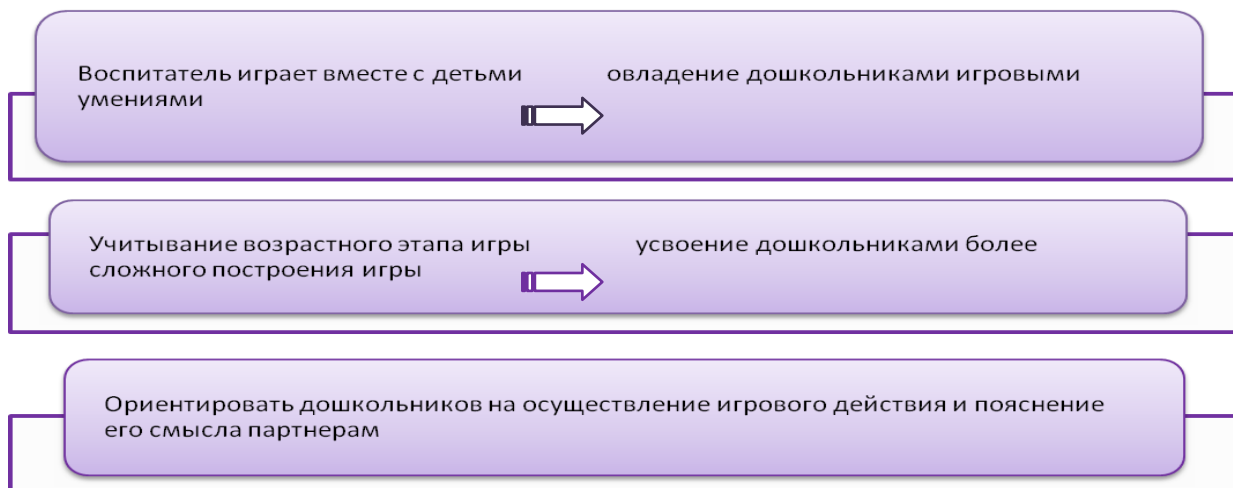 Воспитатель играет вместе с детьми овладение дошкольниками игровыми
умениями
Учитывание возрастного этапа игры усвоение дошкольниками более
сложного построения игры
Ориентировать дошкольников на осуществление игрового действия и пояснение
его смысла партнерам